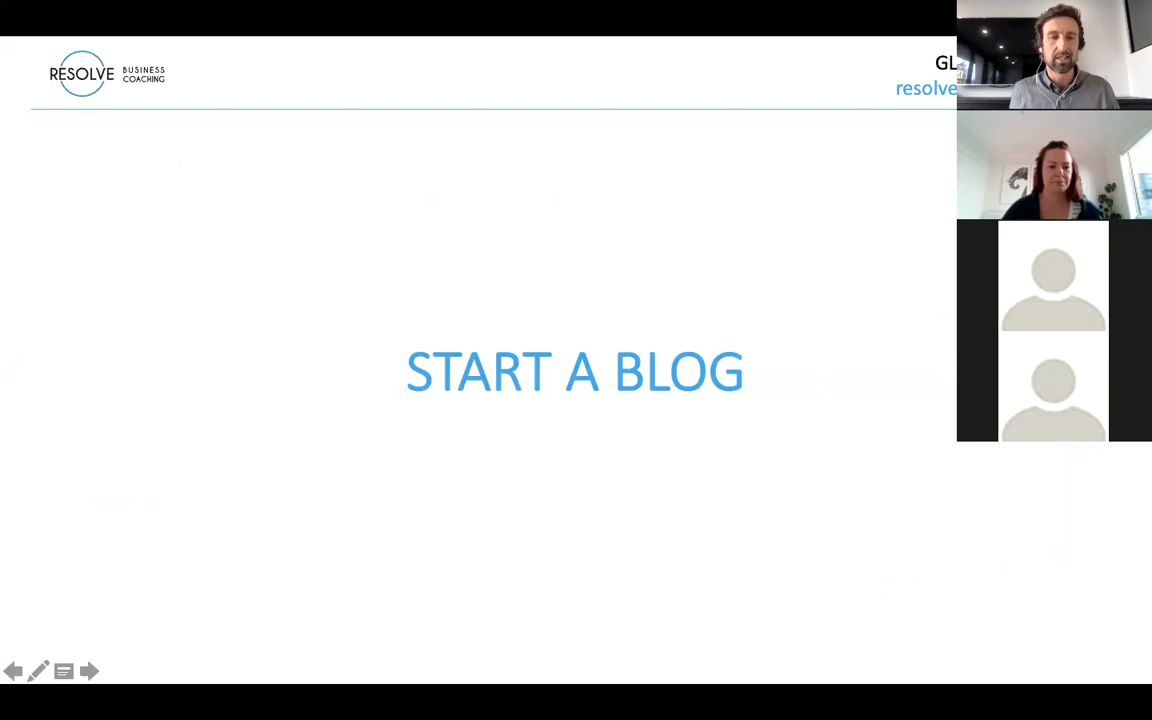 RESOLVE
BUSINESS
COACHING
GL
resolve
START A BLOG